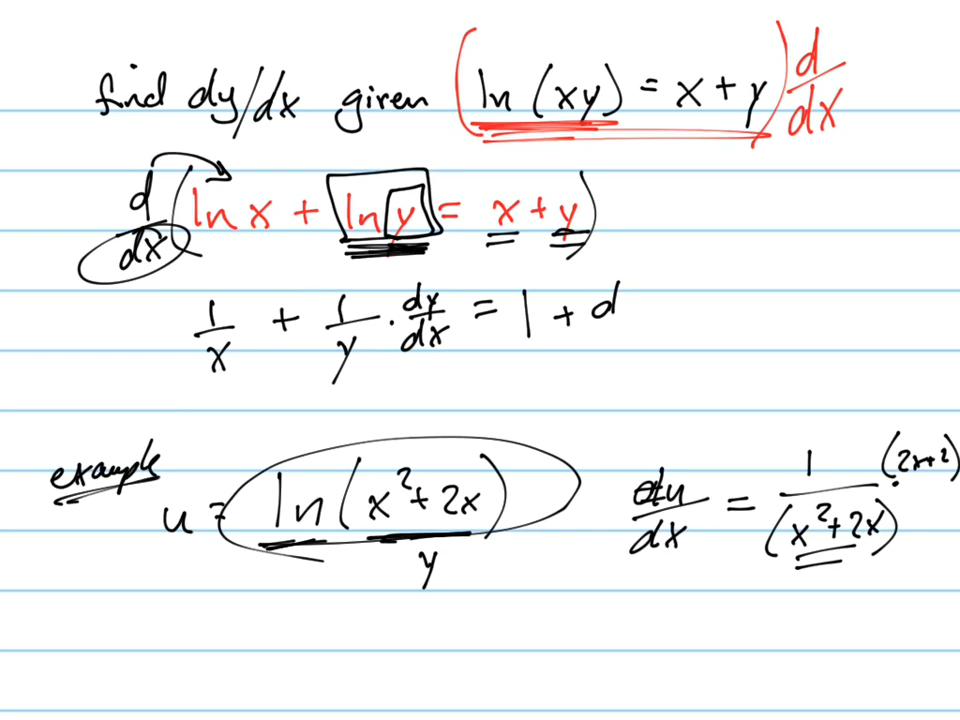 find dy/dx given (ln (xy) = x + y) d/dx
d/dx (ln x + ln y = x + y)
1/x + 1/y · dy/dx = 1 + d
example u = ln (x² + 2x) du/dx = 1/(x² + 2x) · (2x+2)
y